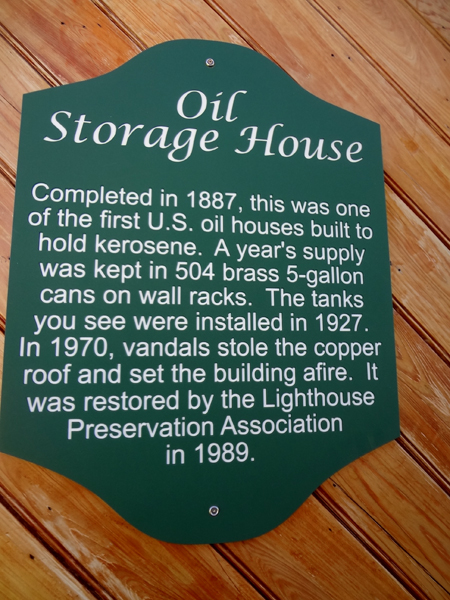 Oil
Storage House
Completed in 1887, this was one
of the first U.S. oil houses built to
hold kerosene. A year's supply
was kept in 504 brass 5-gallon
cans on wall racks. The tanks
you see were installed in 1927.
In 1970, vandals stole the copper
roof and set the building afire. It
was restored by the Lighthouse
Preservation Association
in 1989.